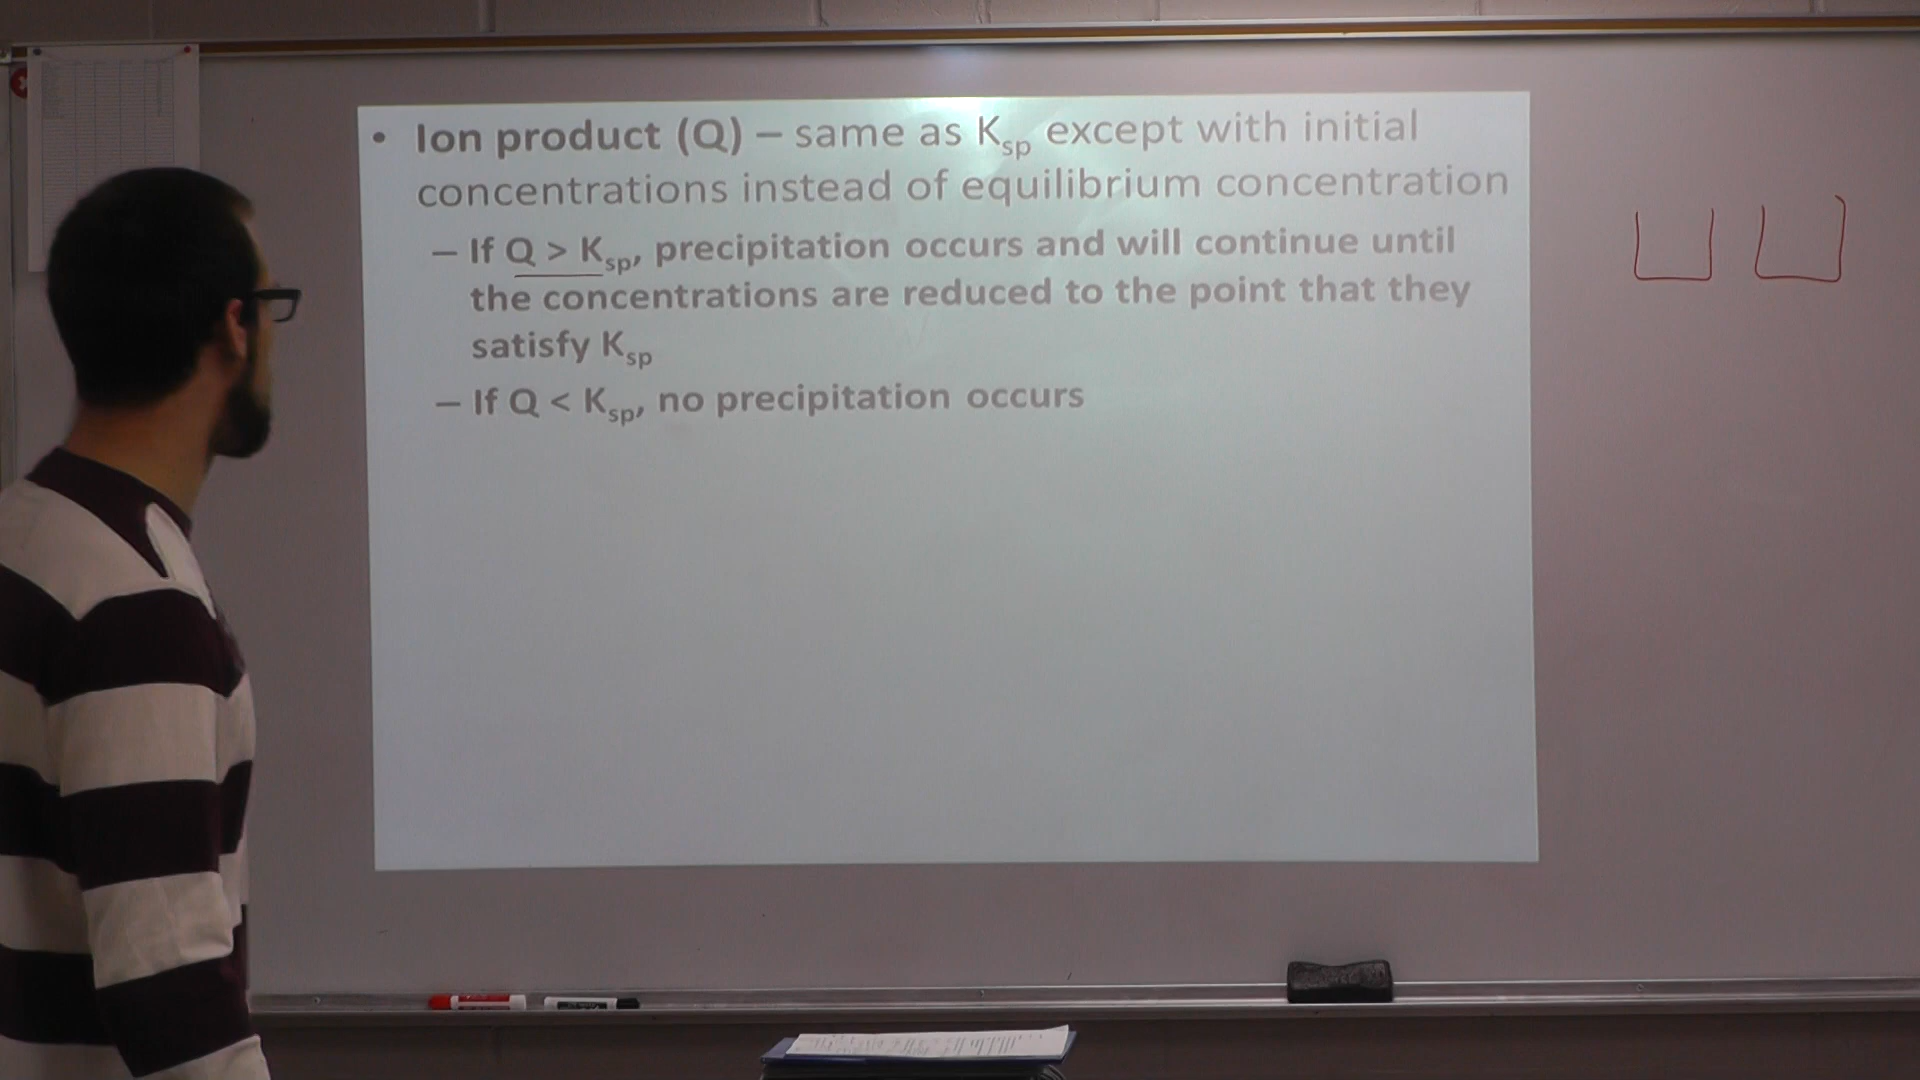 • Ion product (Q) – same as Ksp except with initial
concentrations instead of equilibrium concentration
– If Q > Ksp, precipitation occurs and will continue until
the concentrations are reduced to the point that they
satisfy Ksp
– If Q < Ksp, no precipitation occurs